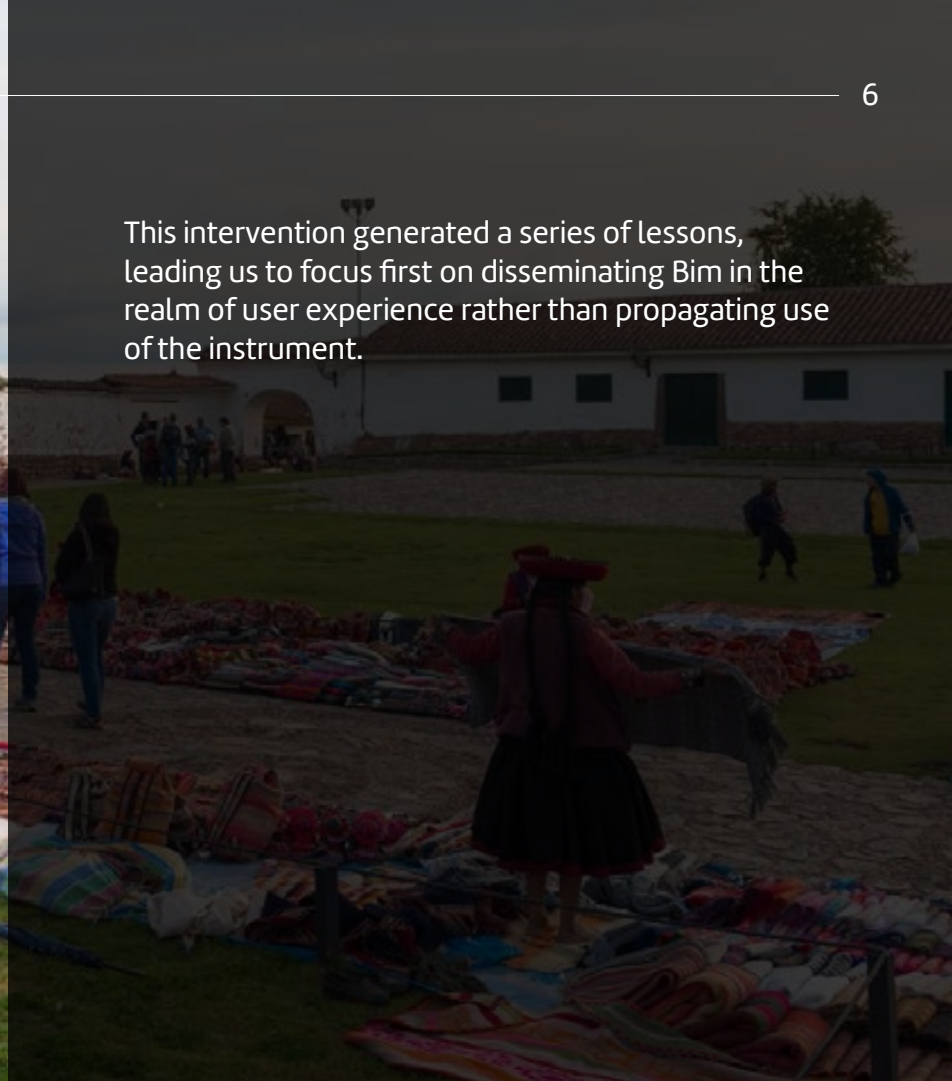 6
This intervention generated a series of lessons,
leading us to focus first on disseminating Bim in the
realm of user experience rather than propagating use
of the instrument.